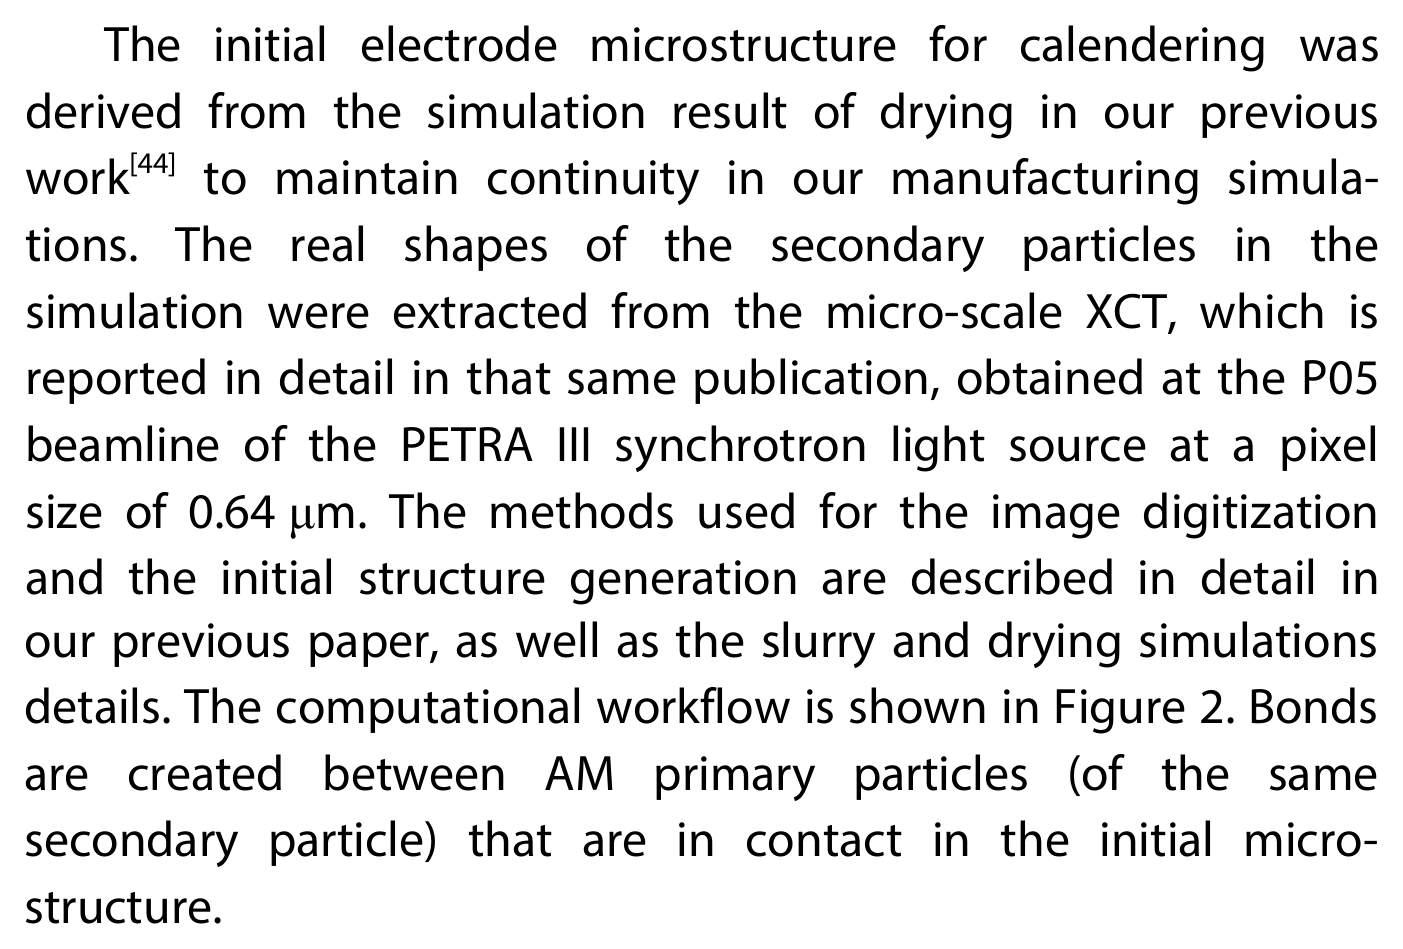 The initial electrode microstructure for calendering was
derived from the simulation result of drying in our previous
work[44] to maintain continuity in our manufacturing simula-
tions. The real shapes of the secondary particles in the
simulation were extracted from the micro-scale XCT, which is
reported in detail in that same publication, obtained at the P05
beamline of the PETRA III synchrotron light source at a pixel
size of 0.64 μm. The methods used for the image digitization
and the initial structure generation are described in detail in
our previous paper, as well as the slurry and drying simulations
details. The computational workflow is shown in Figure 2. Bonds
are created between AM primary particles (of the same
secondary particle) that are in contact in the initial micro-
structure.